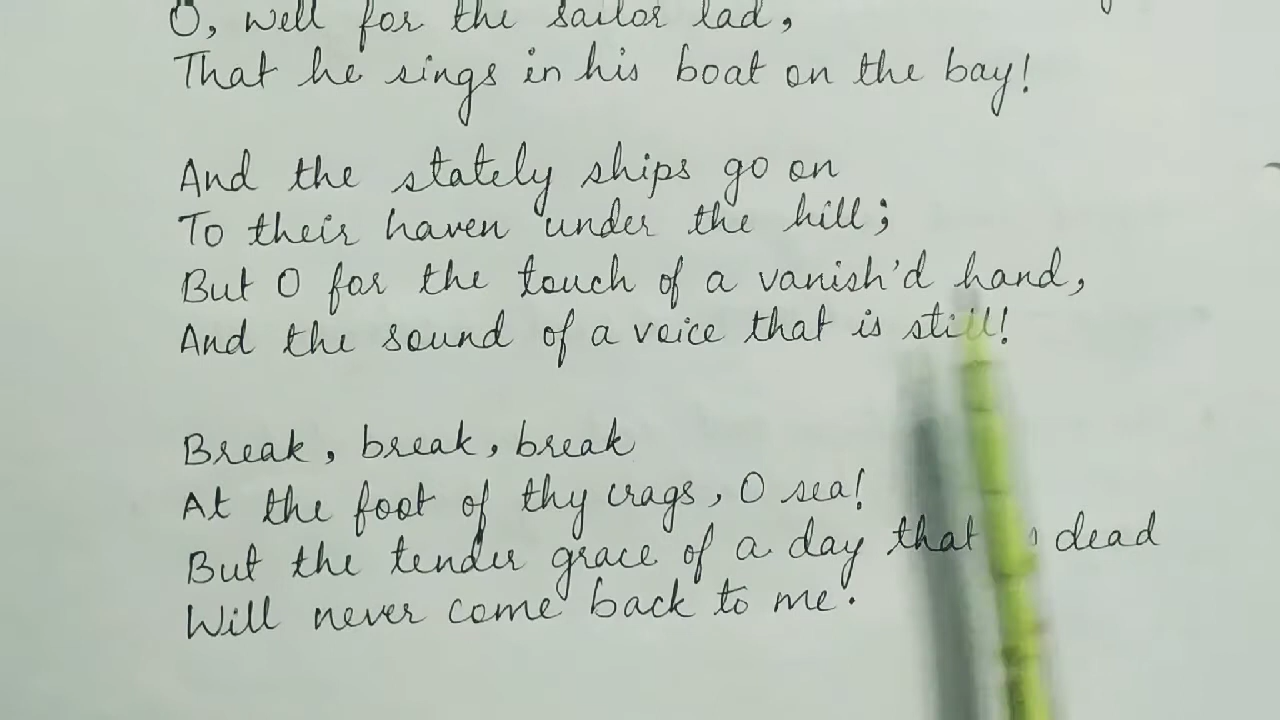 O, well for the sailor lad,
That he sings in his boat on the bay!
And the stately ships go on
To their haven under the hill;
But O for the touch of a vanish'd hand,
And the sound of a voice that is still!
Break, break, break
At the foot of thy crags, O sea!
But the tender grace of a day that dead
Will never come back to me.